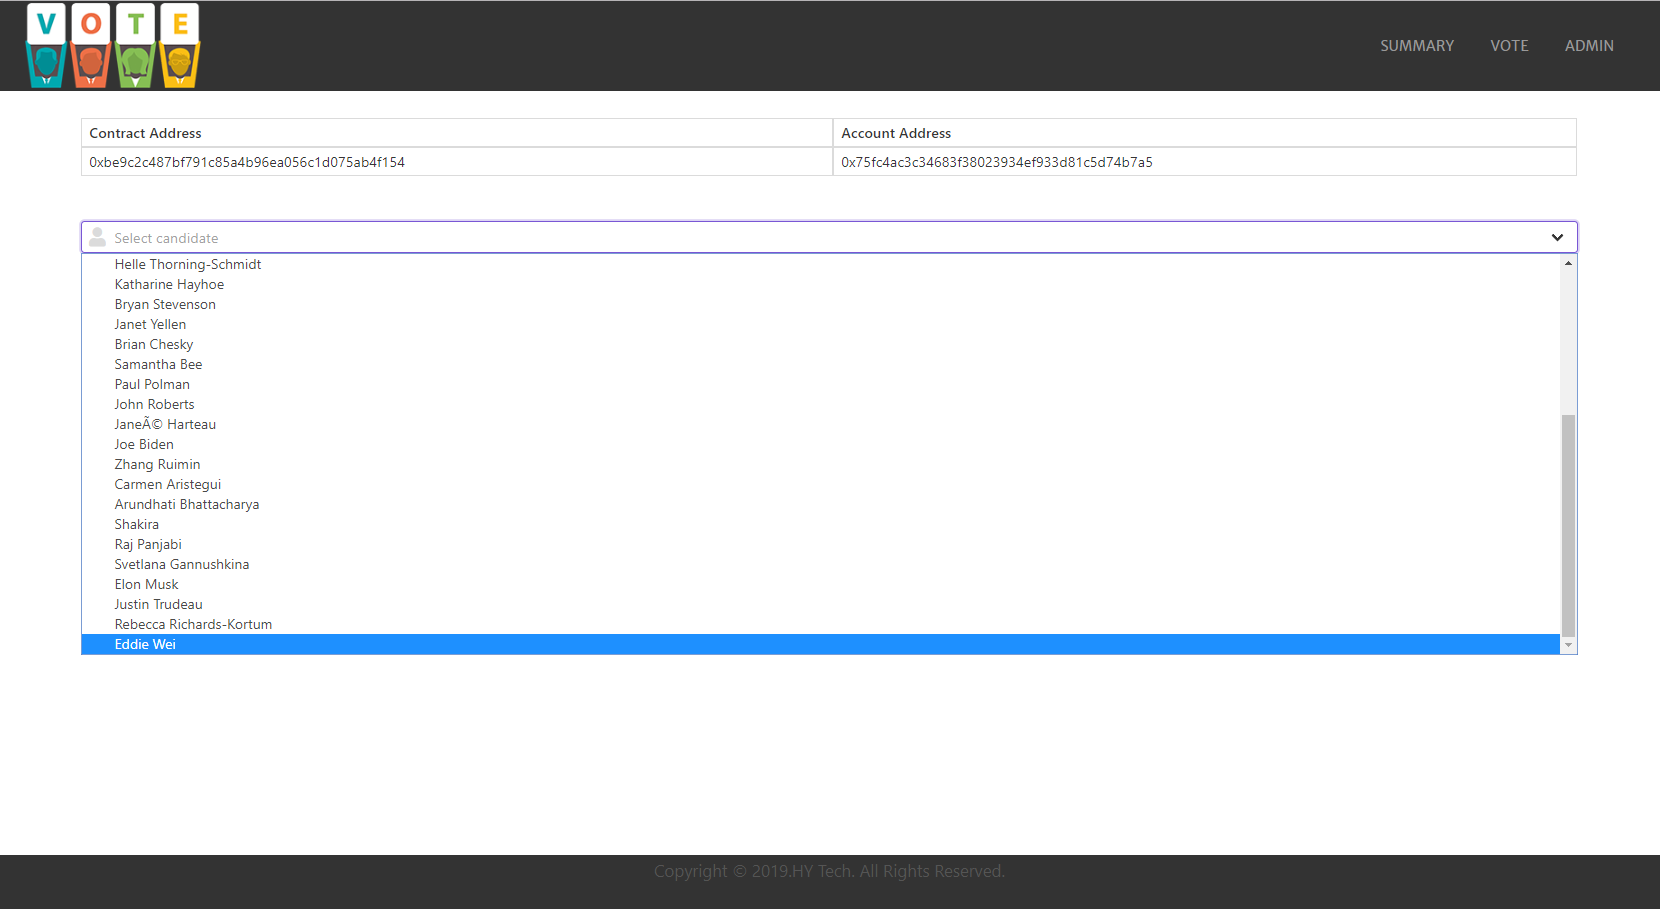 VOTE
SUMMARY VOTE ADMIN
Contract Address Account Address
0xbe9c2c487bf791c85a4b96ea056c1d075ab4f154 0x75fc4ac3c34683f38023934ef933d81c5d74b7a5
Select candidate
Helle Thorning-Schmidt
Katharine Hayhoe
Bryan Stevenson
Janet Yellen
Brian Chesky
Samantha Bee
Paul Polman
John Roberts
JaneÃ© Harteau
Joe Biden
Zhang Ruimin
Carmen Aristegui
Arundhati Bhattacharya
Shakira
Raj Panjabi
Svetlana Gannushkina
Elon Musk
Justin Trudeau
Rebecca Richards-Kortum
Eddie Wei
Copyright © 2019.HY Tech. All Rights Reserved.